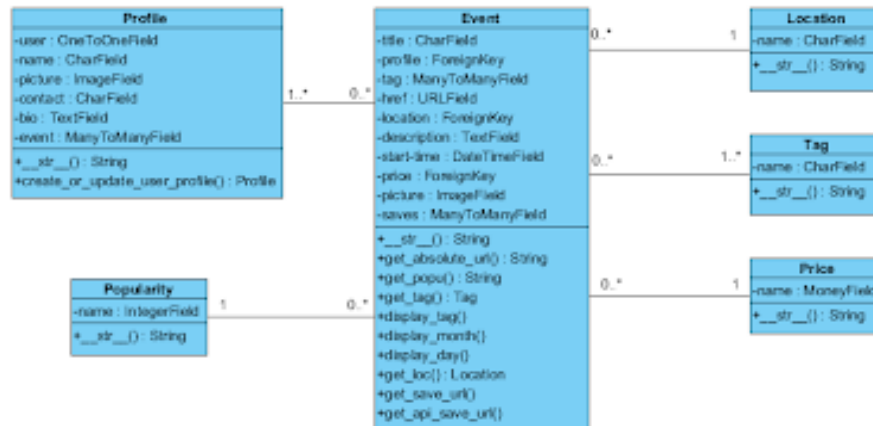 Profile
-user : OneToOneField
-name : CharField
-picture : ImageField
-contact : CharField
-bio : TextField
-event : ManyToManyField
+__str__() : String
+create_or_update_user_profile() : Profile
1..*
0..*
Event
-title : CharField
-profile : ForeignKey
-tag : ManyToManyField
-href : URLField
-location : ForeignKey
-description : TextField
-start-time : DateTimeField
-price : ForeignKey
-picture : ImageField
-saves : ManyToManyField
+__str__() : String
+get_absolute_url() : String
+get_popu() : String
+get_tag() : Tag
+display_tag()
+display_month()
+display_day()
+get_loc() : Location
+get_save_url()
+get_api_save_url()
0..*
1
Location
-name : CharField
+__str__() : String
0..*
1..*
Tag
-name : CharField
+__str__() : String
0..*
1
Price
-name : MoneyField
+__str__() : String
Popularity
-name : IntegerField
+__str__() : String
1
0..*